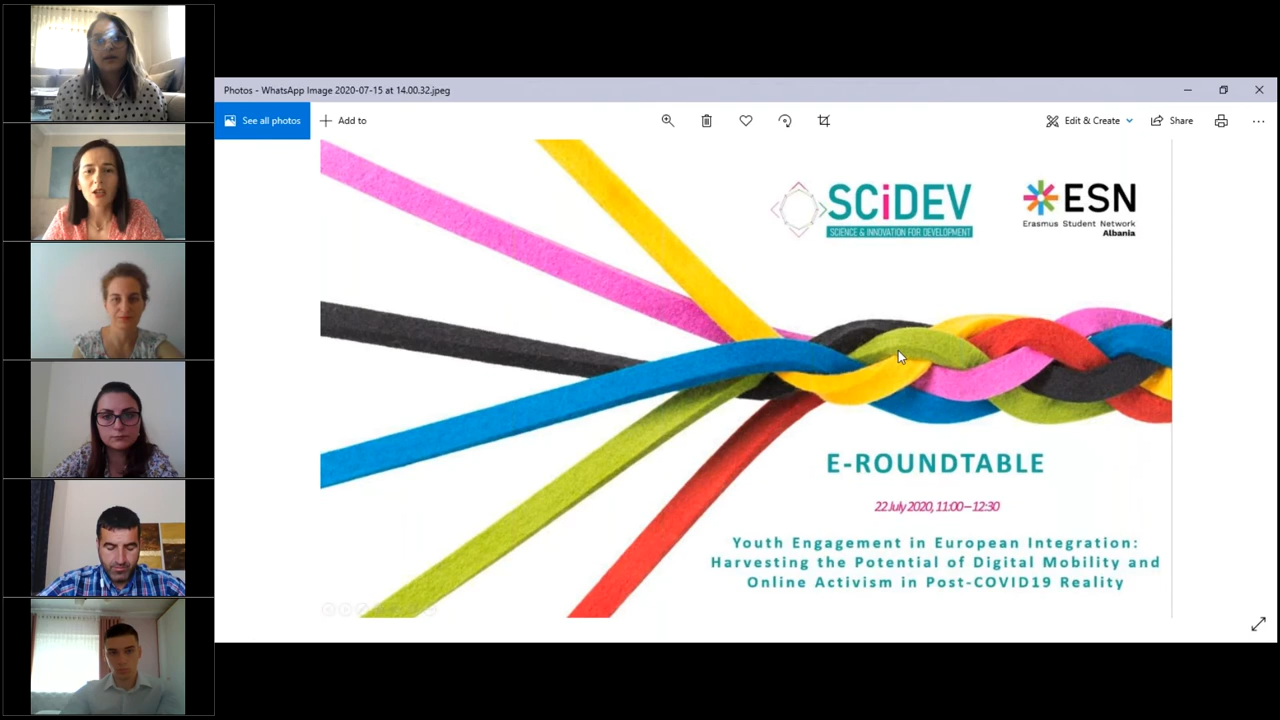 Photos - WhatsApp Image 2020-07-15 at 14.00.32.jpeg
See all photos
Add to
Edit & Create
Share
SCiDEV
SCIENCE & INNOVATION FOR DEVELOPMENT
ESN
Erasmus Student Network
Albania
E-ROUNDTABLE
22 July 2020, 11:00 – 12:30
Youth Engagement in European Integration:
Harvesting the Potential of Digital Mobility and
Online Activism in Post-COVID19 Reality